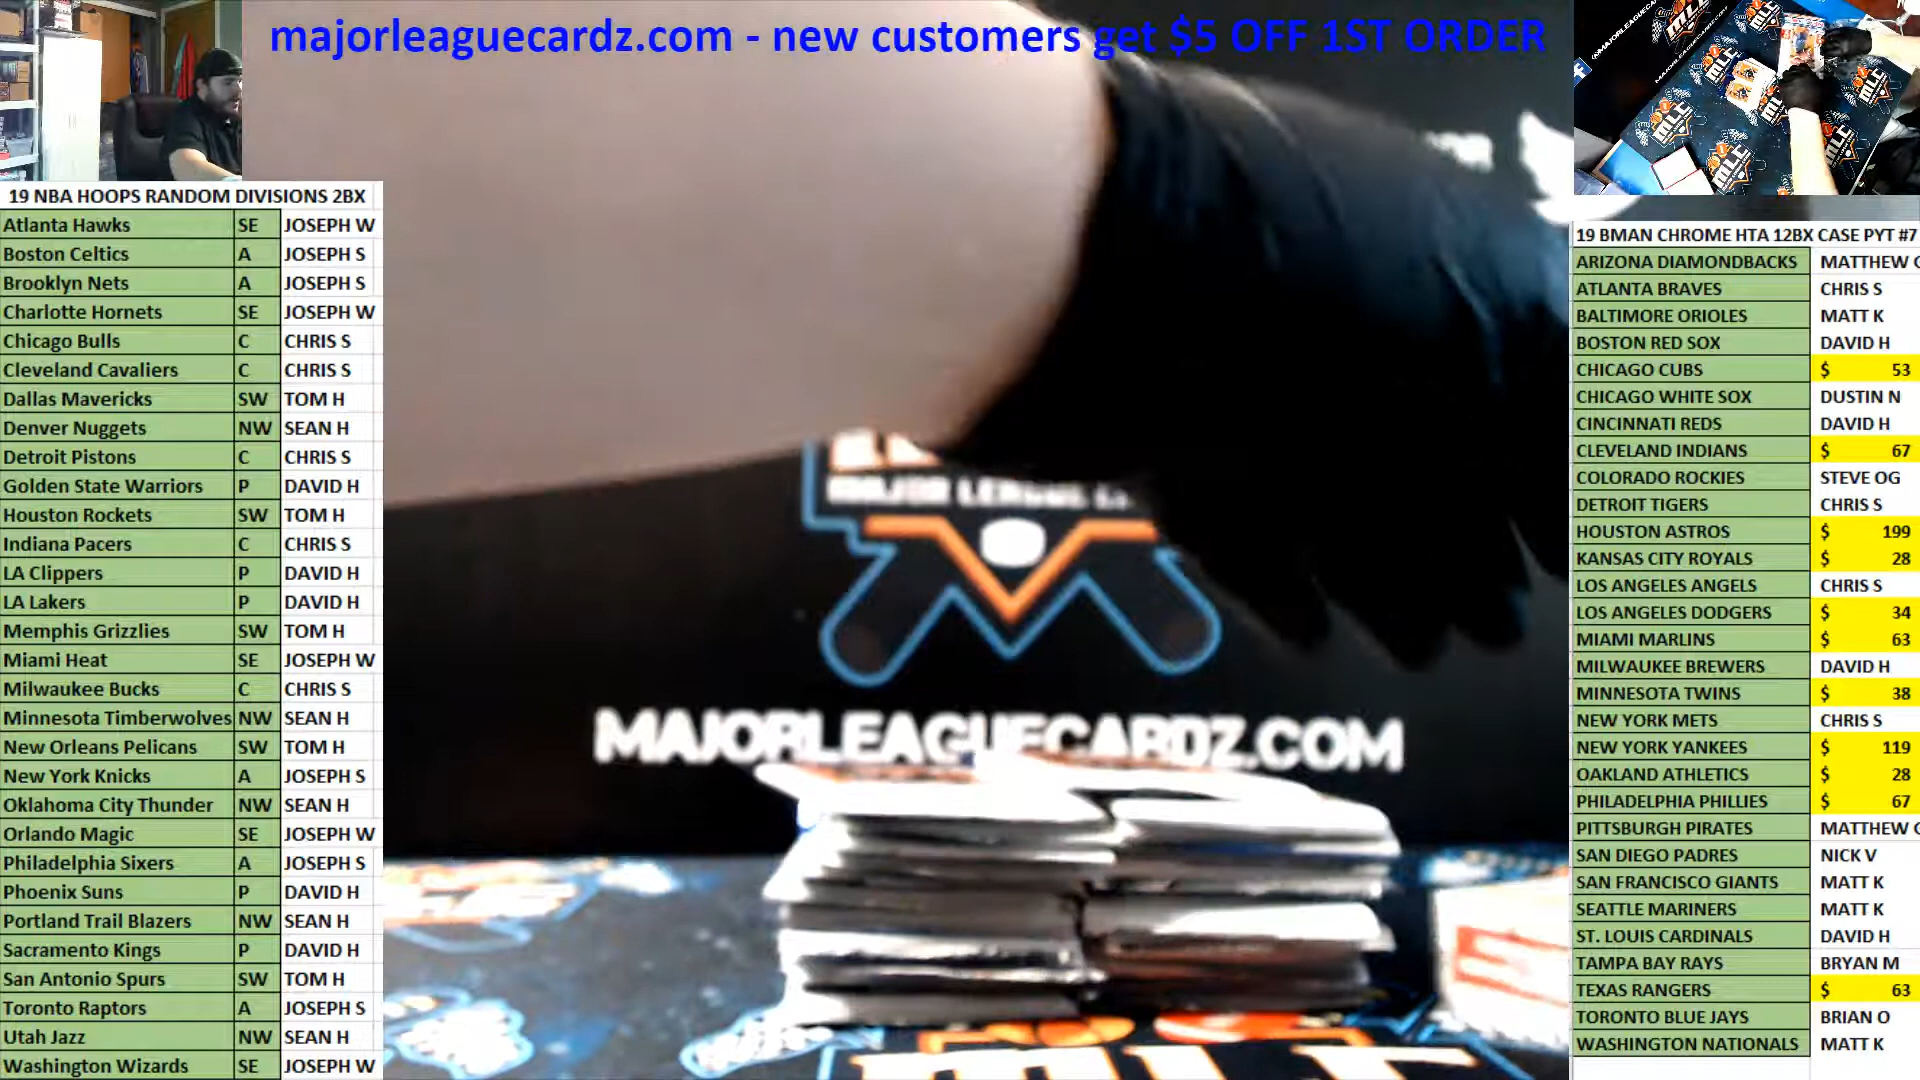 majorleaguecardz.com - new customers get $5 OFF 1ST ORDER
19 NBA HOOPS RANDOM DIVISIONS 2BX
Atlanta Hawks SE JOSEPH W
Boston Celtics A JOSEPH S
Brooklyn Nets A JOSEPH S
Charlotte Hornets SE JOSEPH W
Chicago Bulls C CHRIS S
Cleveland Cavaliers C CHRIS S
Dallas Mavericks SW TOM H
Denver Nuggets NW SEAN H
Detroit Pistons C CHRIS S
Golden State Warriors P DAVID H
Houston Rockets SW TOM H
Indiana Pacers C CHRIS S
LA Clippers P DAVID H
LA Lakers P DAVID H
Memphis Grizzlies SW TOM H
Miami Heat SE JOSEPH W
Milwaukee Bucks C CHRIS S
Minnesota Timberwolves NW SEAN H
New Orleans Pelicans SW TOM H
New York Knicks A JOSEPH S
Oklahoma City Thunder NW SEAN H
Orlando Magic SE JOSEPH W
Philadelphia Sixers A JOSEPH S
Phoenix Suns P DAVID H
Portland Trail Blazers NW SEAN H
Sacramento Kings P DAVID H
San Antonio Spurs SW TOM H
Toronto Raptors A JOSEPH S
Utah Jazz NW SEAN H
Washington Wizards SE JOSEPH W
MAJOR LEAGUE
MAJORLEAGUECARDZ.COM
MLC
19 BMAN CHROME HTA 12BX CASE PYT #7
ARIZONA DIAMONDBACKS MATTHEW
ATLANTA BRAVES CHRIS S
BALTIMORE ORIOLES MATT K
BOSTON RED SOX DAVID H
CHICAGO CUBS $ 53
CHICAGO WHITE SOX DUSTIN N
CINCINNATI REDS DAVID H
CLEVELAND INDIANS $ 67
COLORADO ROCKIES STEVE OG
DETROIT TIGERS CHRIS S
HOUSTON ASTROS $ 199
KANSAS CITY ROYALS $ 28
LOS ANGELES ANGELS CHRIS S
LOS ANGELES DODGERS $ 34
MIAMI MARLINS $ 63
MILWAUKEE BREWERS DAVID H
MINNESOTA TWINS $ 38
NEW YORK METS CHRIS S
NEW YORK YANKEES $ 119
OAKLAND ATHLETICS $ 28
PHILADELPHIA PHILLIES $ 67
PITTSBURGH PIRATES MATTHEW
SAN DIEGO PADRES NICK V
SAN FRANCISCO GIANTS MATT K
SEATTLE MARINERS MATT K
ST. LOUIS CARDINALS DAVID H
TAMPA BAY RAYS BRYAN M
TEXAS RANGERS $ 63
TORONTO BLUE JAYS BRIAN O
WASHINGTON NATIONALS MATT K